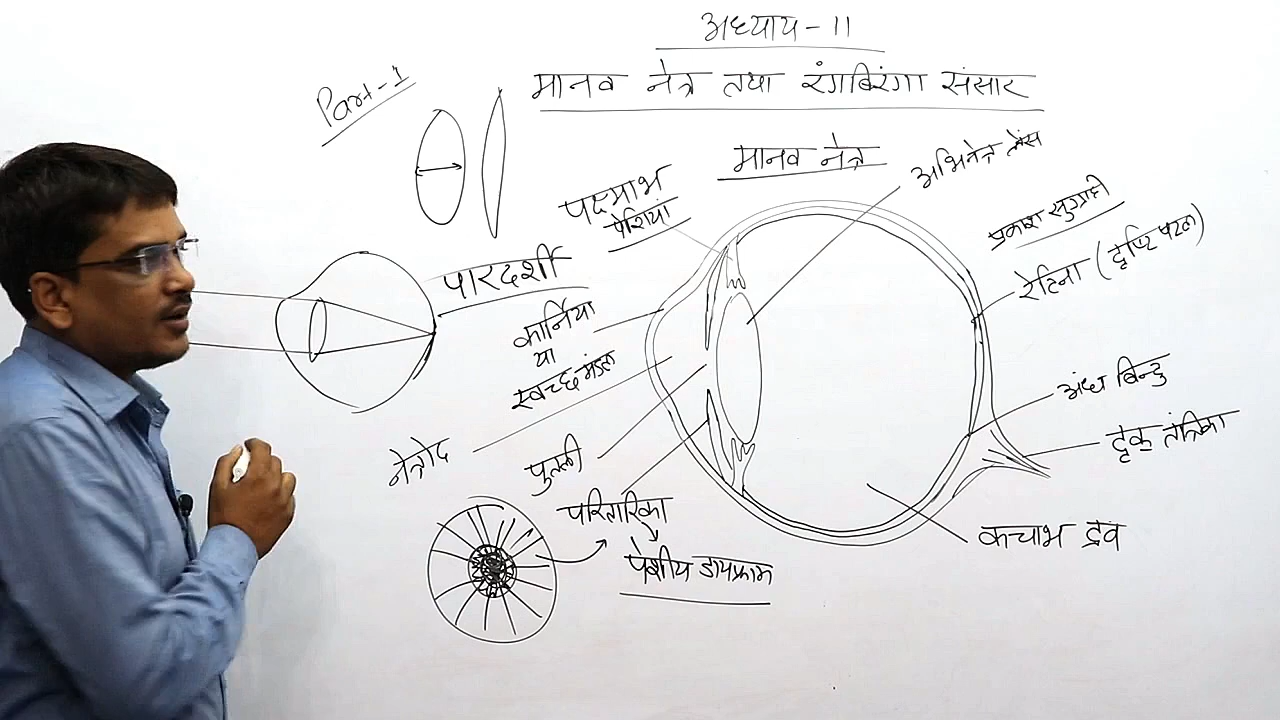 अध्याय - 11
Part-1
मानव नेत्र तथा रंगबिरंगा संसार
मानव नेत्र
अभिनेत्र लेंस
पक्ष्माभ
पेशियां
प्रकाश सुग्राही
रेटिना (दृष्टि पटल)
पारदर्शी
कॉर्निया
या
स्वच्छ मंडल
अंध बिन्दु
दृक् तंत्रिका
नेत्रोद
पुतली
परितारिका
पेशीय डायफ्राम
कचाभ द्रव